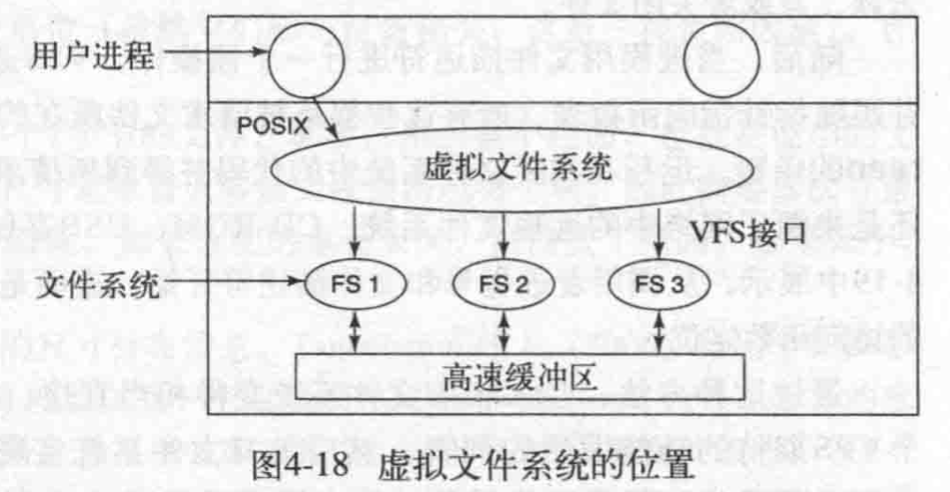 用户进程
POSIX
虚拟文件系统
VFS接口
文件系统
FS 1
FS 2
FS 3
高速缓冲区
图4-18 虚拟文件系统的位置